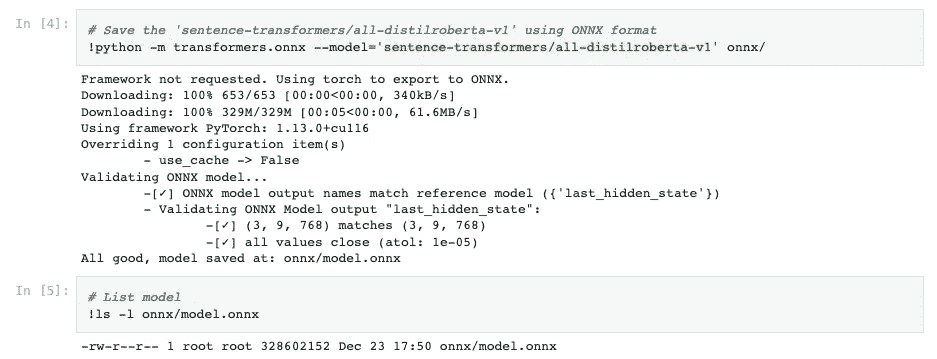 In [4]:
# Save the 'sentence-transformers/all-distilroberta-v1' using ONNX format
!python -m transformers.onnx --model='sentence-transformers/all-distilroberta-v1' onnx/
Framework not requested. Using torch to export to ONNX.
Downloading: 100% 653/653 [00:00<00:00, 340kB/s]
Downloading: 100% 329M/329M [00:05<00:00, 61.6MB/s]
Using framework PyTorch: 1.13.0+cu116
Overriding 1 configuration item(s)
        - use_cache -> False
Validating ONNX model...
        -[✓] ONNX model output names match reference model ({'last_hidden_state'})
        - Validating ONNX Model output "last_hidden_state":
                -[✓] (3, 9, 768) matches (3, 9, 768)
                -[✓] all values close (atol: 1e-05)
All good, model saved at: onnx/model.onnx
In [5]:
# List model
!ls -l onnx/model.onnx
-rw-r--r-- 1 root root 328602152 Dec 23 17:50 onnx/model.onnx